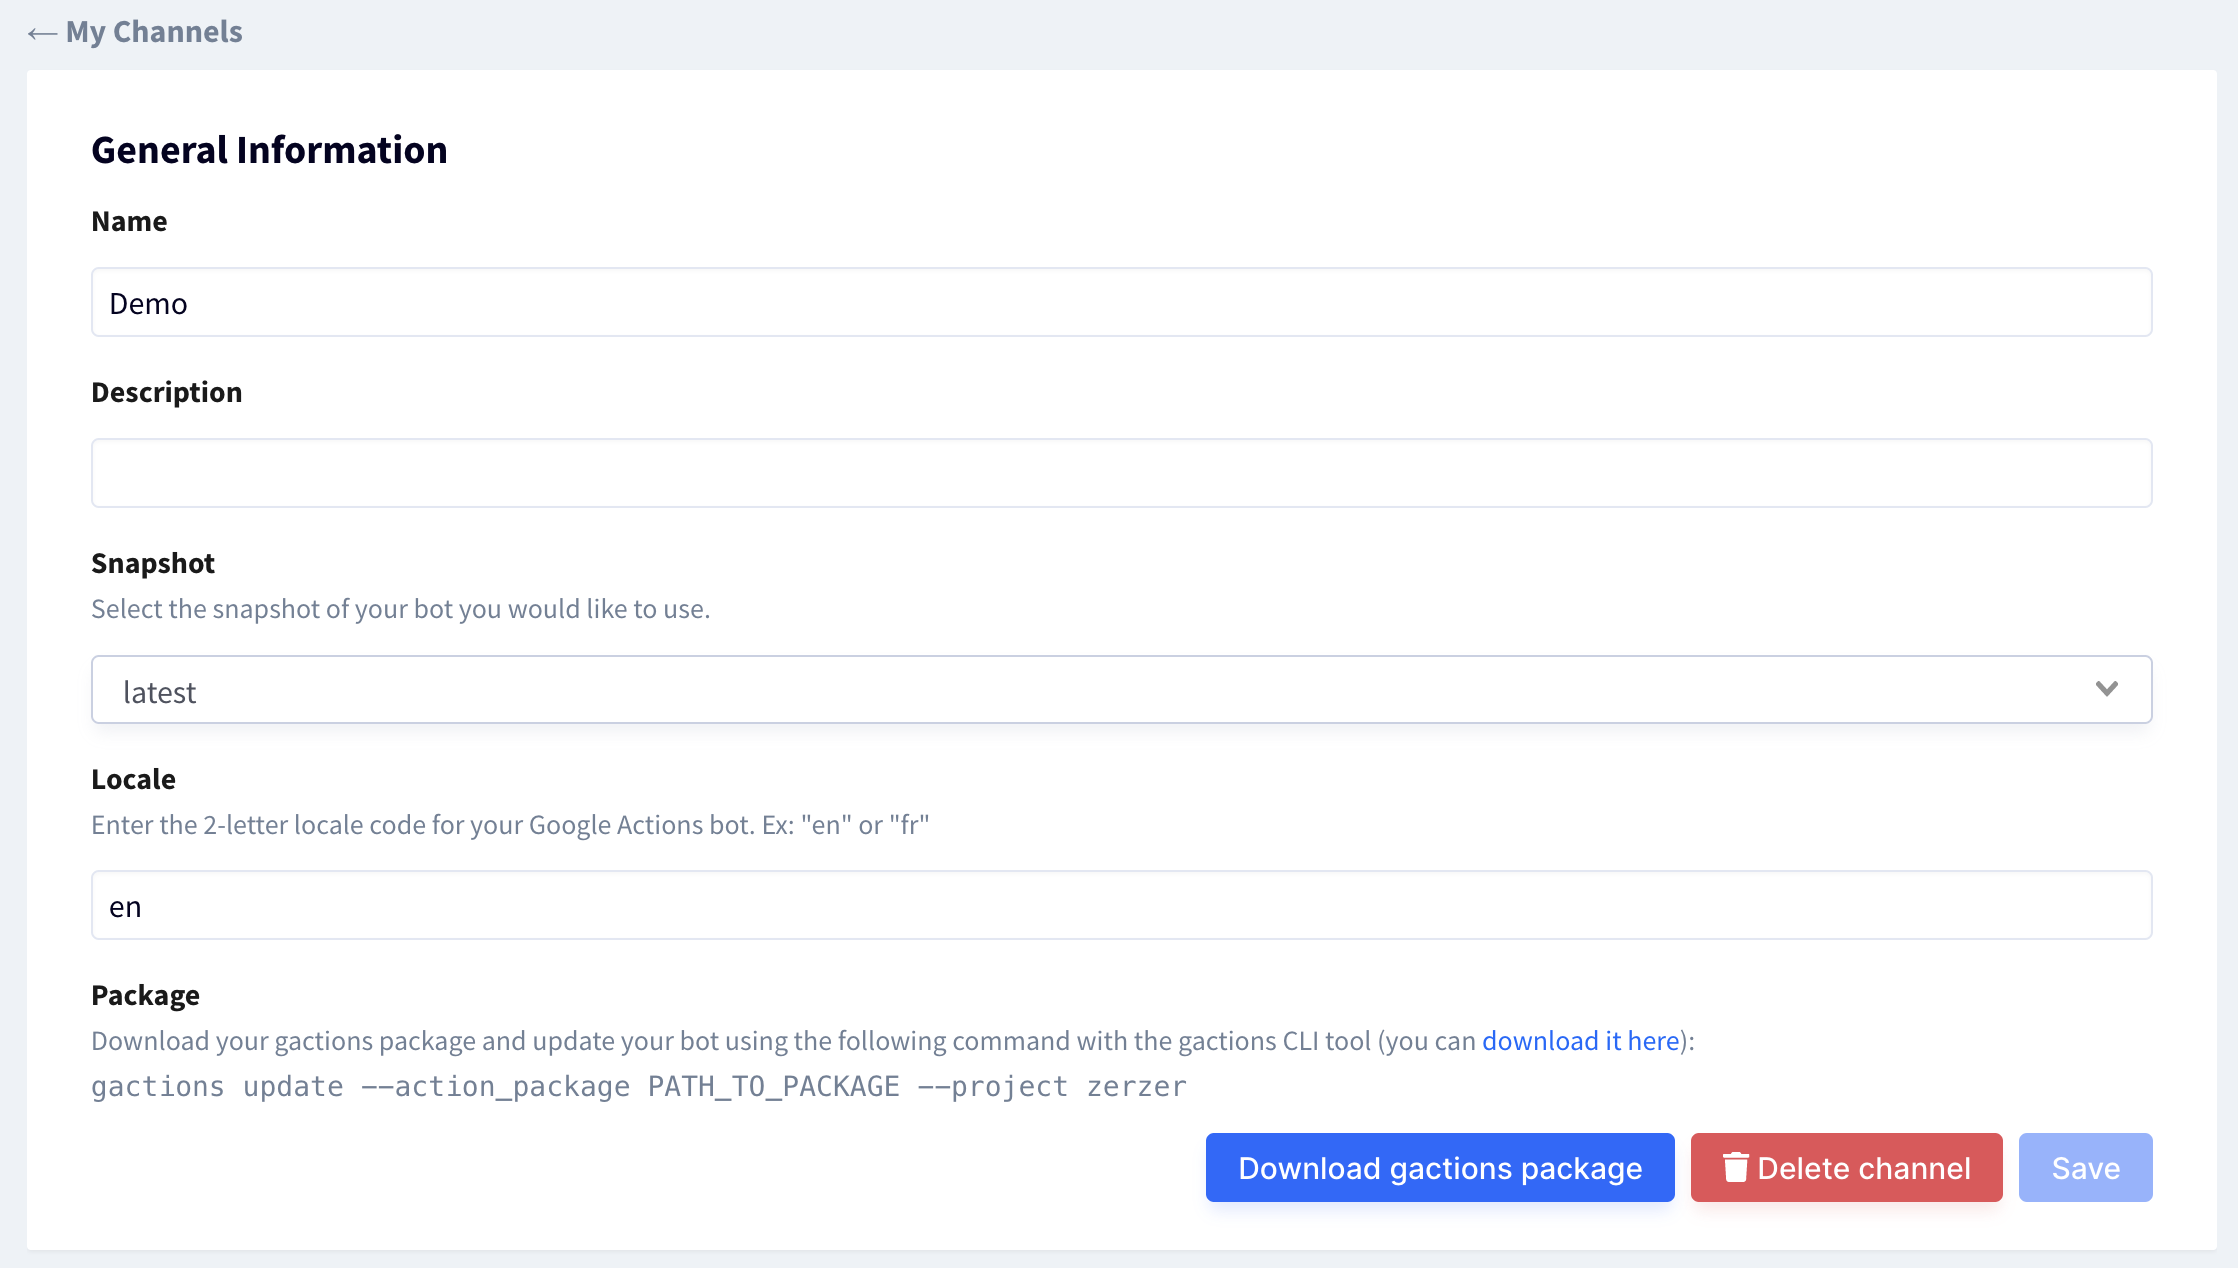 ← My Channels
General Information
Name
Demo
Description
Snapshot
Select the snapshot of your bot you would like to use.
latest
Locale
Enter the 2-letter locale code for your Google Actions bot. Ex: "en" or "fr"
en
Package
Download your gactions package and update your bot using the following command with the gactions CLI tool (you can download it here):
gactions update --action_package PATH_TO_PACKAGE --project zerzer
Download gactions package Delete channel Save